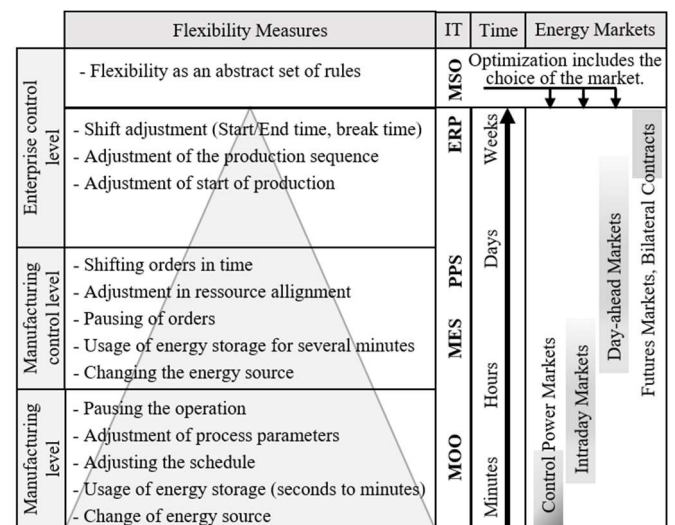 Flexibility Measures
IT
Time
Energy Markets
Enterprise control
level
- Flexibility as an abstract set of rules
MSO
Optimization includes the
choice of the market.
- Shift adjustment (Start/End time, break time)
- Adjustment of the production sequence
- Adjustment of start of production
ERP
Weeks
Manufacturing
control level
- Shifting orders in time
- Adjustment in ressource allignment
- Pausing of orders
- Usage of energy storage for several minutes
- Changing the energy source
PPS
MES
Days
Manufacturing
level
- Pausing the operation
- Adjustment of process parameters
- Adjusting the schedule
- Usage of energy storage (seconds to minutes)
- Change of energy source
MOO
Hours
Minutes
Control Power Markets
Intraday Markets
Day-ahead Markets
Futures Markets, Bilateral Contracts